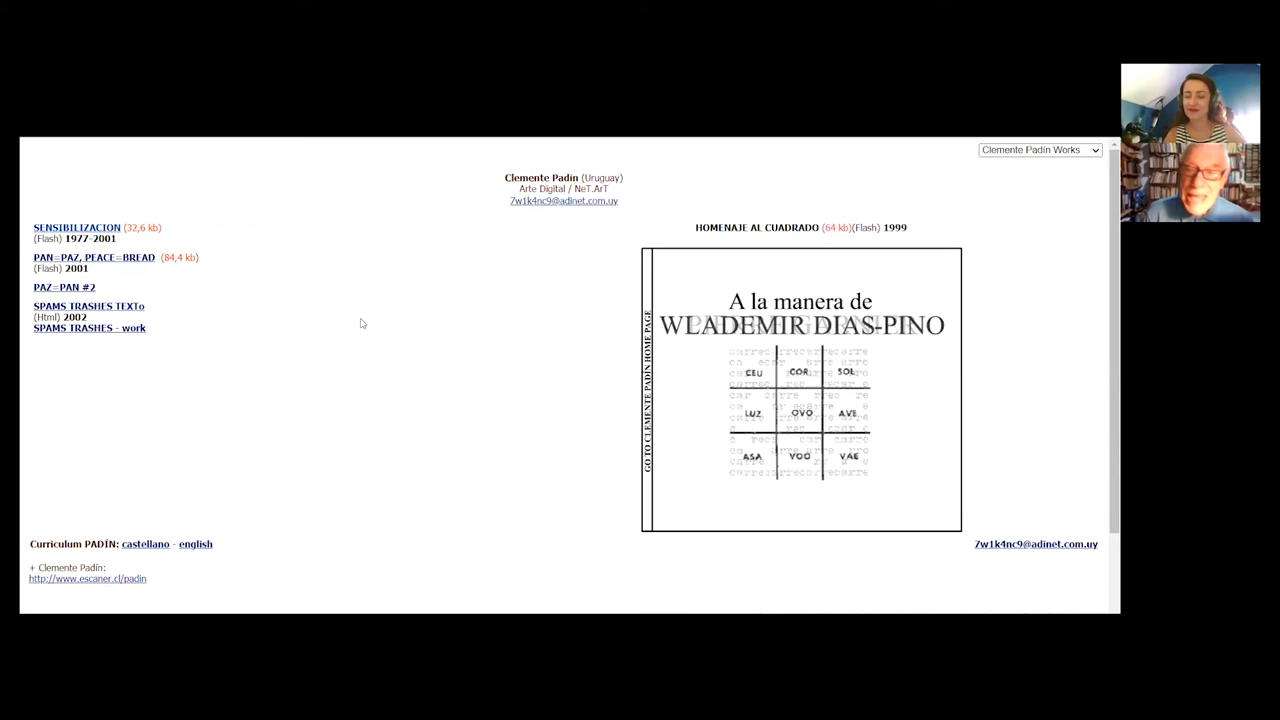 Clemente Padín Works
Clemente Padín (Uruguay)
Arte Digital / NeT.ArT
7w1k4nc9@adinet.com.uy
SENSIBILIZACION (32,6 kb)
(Flash) 1977-2001
PAN=PAZ, PEACE=BREAD (84,4 kb)
(Flash) 2001
PAZ=PAN #2
SPAMS TRASHES TEXTo
(Html) 2002
SPAMS TRASHES - work
HOMENAJE AL CUADRADO (64 kb)(Flash) 1999
GO TO CLEMENTE PADÍN HOME PAGE
A la manera de
WLADEMIR DIAS-PINO
CEU COR SOL
LUZ OVO AVE
ASA VOO VAE
Curriculum PADÍN: castellano - english
7w1k4nc9@adinet.com.uy
+ Clemente Padín:
http://www.escaner.cl/padin